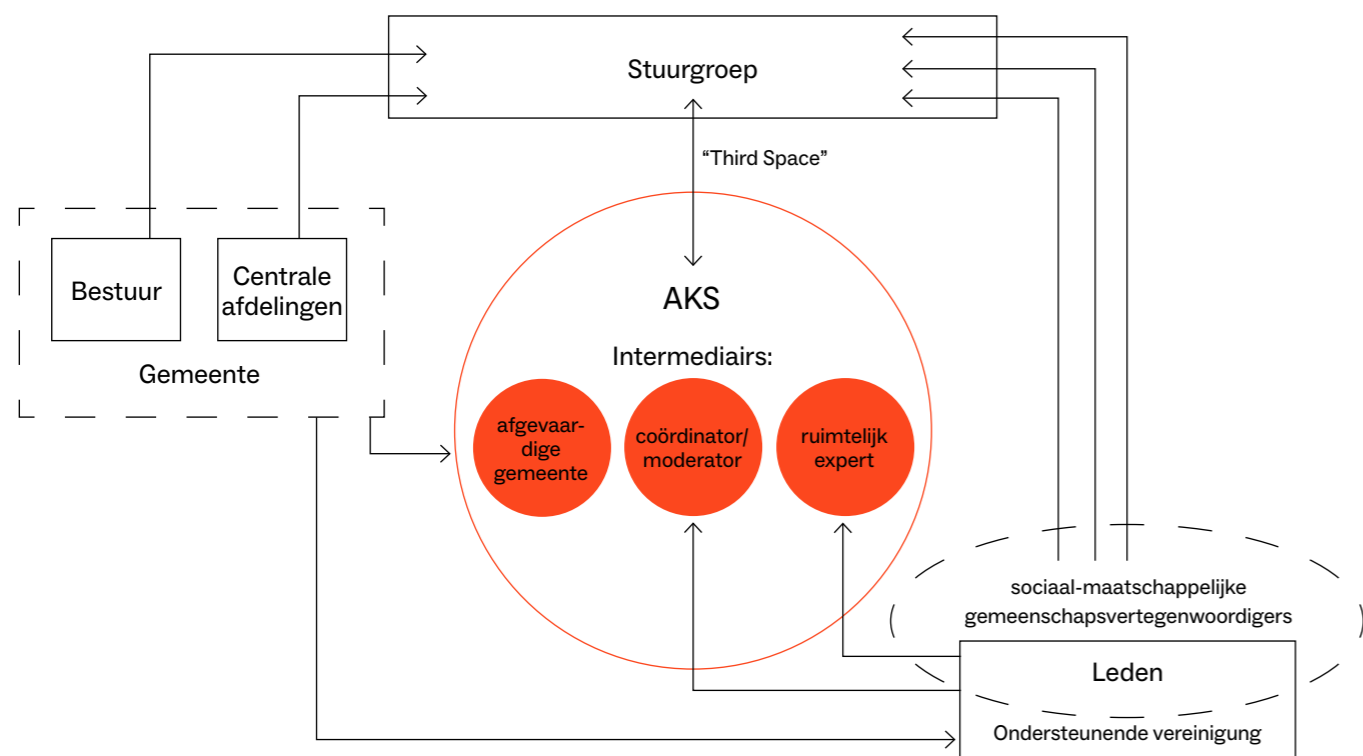 Stuurgroep
“Third Space”
Bestuur
Centrale
afdelingen
Gemeente
AKS
Intermediairs:
afgevaar-
dige
gemeente
coördinator/
moderator
ruimtelijk
expert
sociaal-maatschappelijke
gemeenschapsvertegenwoordigers
Leden
Ondersteunende vereinigung